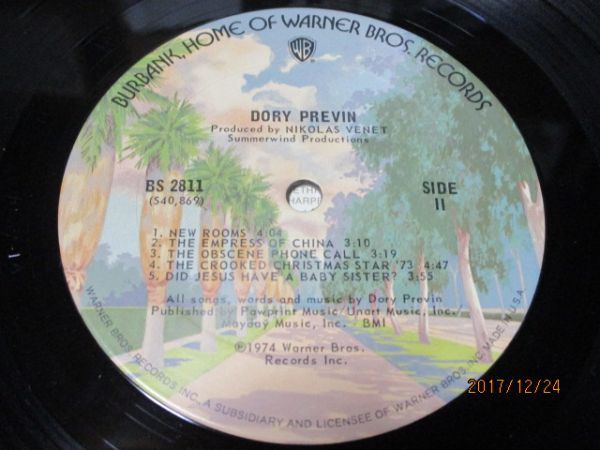 BURBANK, HOME OF WARNER BROS. RECORDS
WB
DORY PREVIN
Produced by NIKOLAS VENET
Summerwind Productions
BS 2811
(S40,869)
SIDE
II
1. NEW ROOMS 4:04
2. THE EMPRESS OF CHINA 3:10
3. THE OBSCENE PHONE CALL 3:19
4. THE CROOKED CHRISTMAS STAR '73 4:47
5. DID JESUS HAVE A BABY SISTER? 3:55
All songs, words and music by Dory Previn
Published by Pawprint Music/Unart Music, Inc./
Mayday Music, Inc. - BMI
℗1974 Warner Bros.
Records Inc.
WARNER BROS. RECORDS INC., A SUBSIDIARY AND LICENSEE OF WARNER BROS. INC. MADE IN U.S.A.
2017/12/24